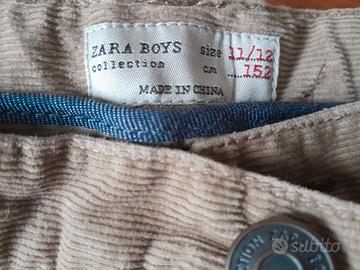 ZARA BOYS size 11/12
collection cm 152
MADE IN CHINA
subito